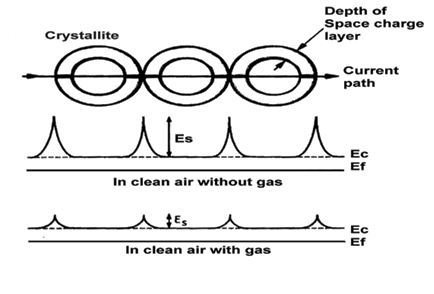 Depth of
Space charge
layer
Crystallite
Current
path
Es
Ec
Ef
In clean air without gas
Es
Ec
Ef
In clean air with gas